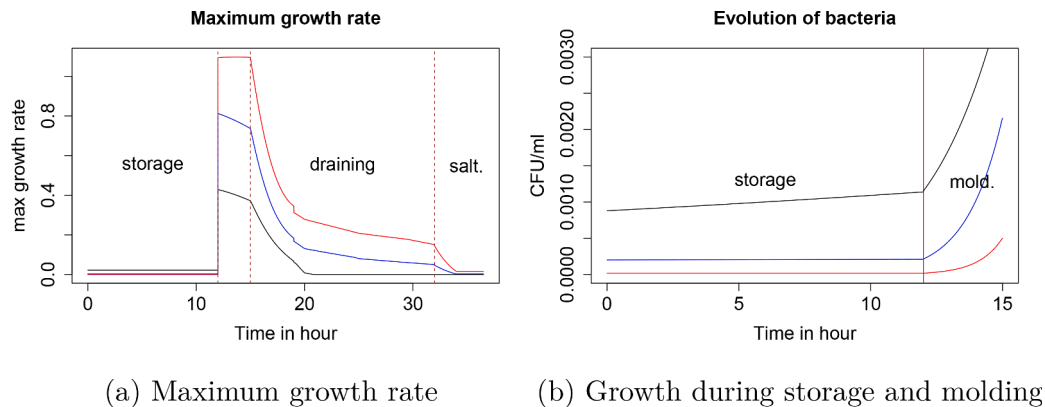 Maximum growth rate
max growth rate
0.0 0.4 0.8
storage
draining
salt.
0 10 20 30
Time in hour
(a) Maximum growth rate
Evolution of bacteria
CFU/ml
0.0000 0.0010 0.0020 0.0030
storage
mold.
0 5 10 15
Time in hour
(b) Growth during storage and molding